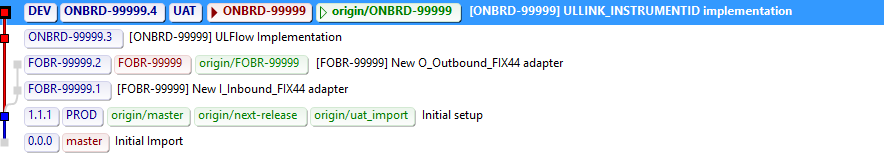 DEV ONBRD-99999.4 UAT ONBRD-99999 origin/ONBRD-99999 [ONBRD-99999] ULLINK_INSTRUMENTID implementation
ONBRD-99999.3 [ONBRD-99999] ULFlow Implementation
FOBR-99999.2 FOBR-99999 origin/FOBR-99999 [FOBR-99999] New O_Outbound_FIX44 adapter
FOBR-99999.1 [FOBR-99999] New I_Inbound_FIX44 adapter
1.1.1 PROD origin/master origin/next-release origin/uat_import Initial setup
0.0.0 master Initial Import